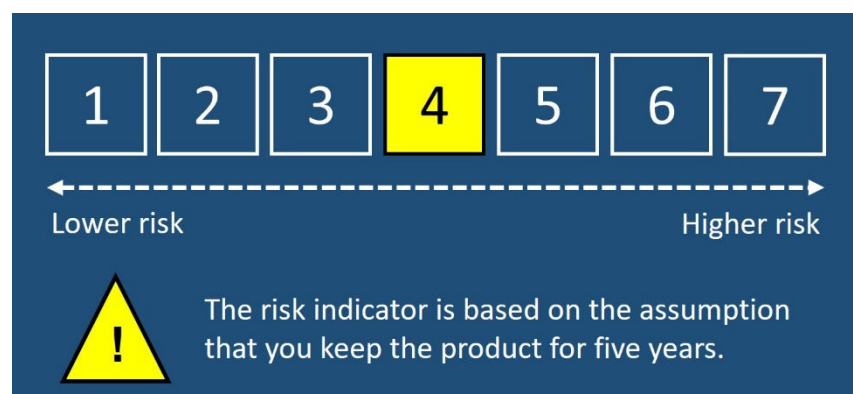 1 2 3 4 5 6 7
Lower risk Higher risk
! The risk indicator is based on the assumption
that you keep the product for five years.